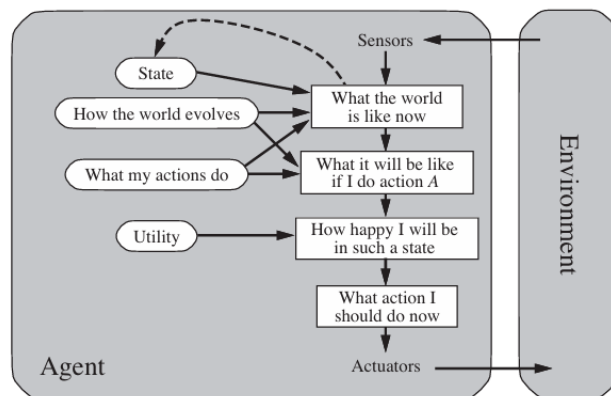 Sensors
State
What the world
is like now
How the world evolves
What it will be like
if I do action A
What my actions do
How happy I will be
in such a state
Utility
What action I
should do now
Agent
Actuators
Environment